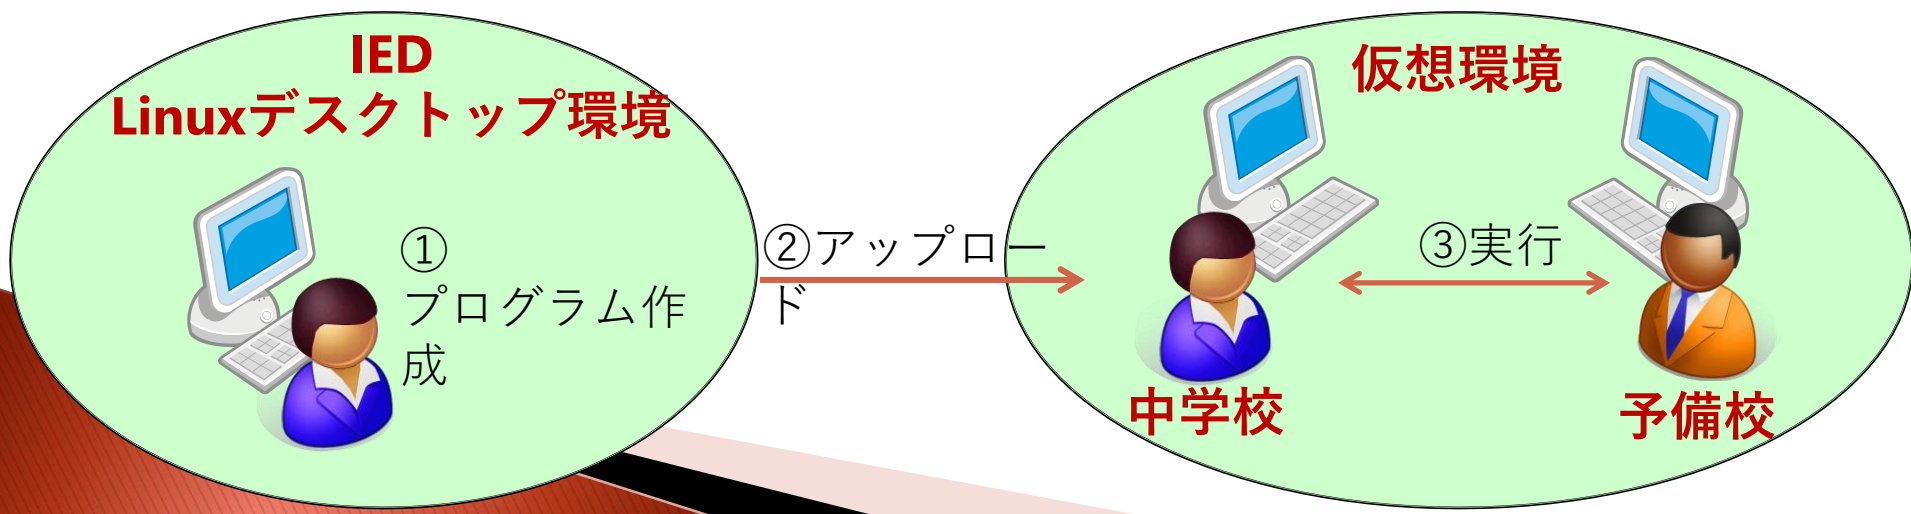 IED
Linuxデスクトップ環境
①
プログラム作
成
②アップロー
ド
仮想環境
③実行
中学校
予備校